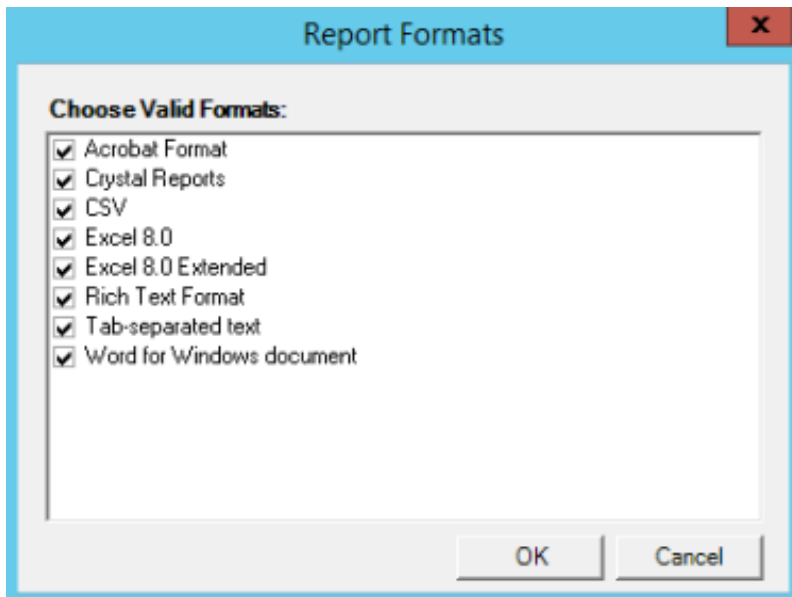 Report Formats
x
Choose Valid Formats:
Acrobat Format
Crystal Reports
CSV
Excel 8.0
Excel 8.0 Extended
Rich Text Format
Tab-separated text
Word for Windows document
OK Cancel